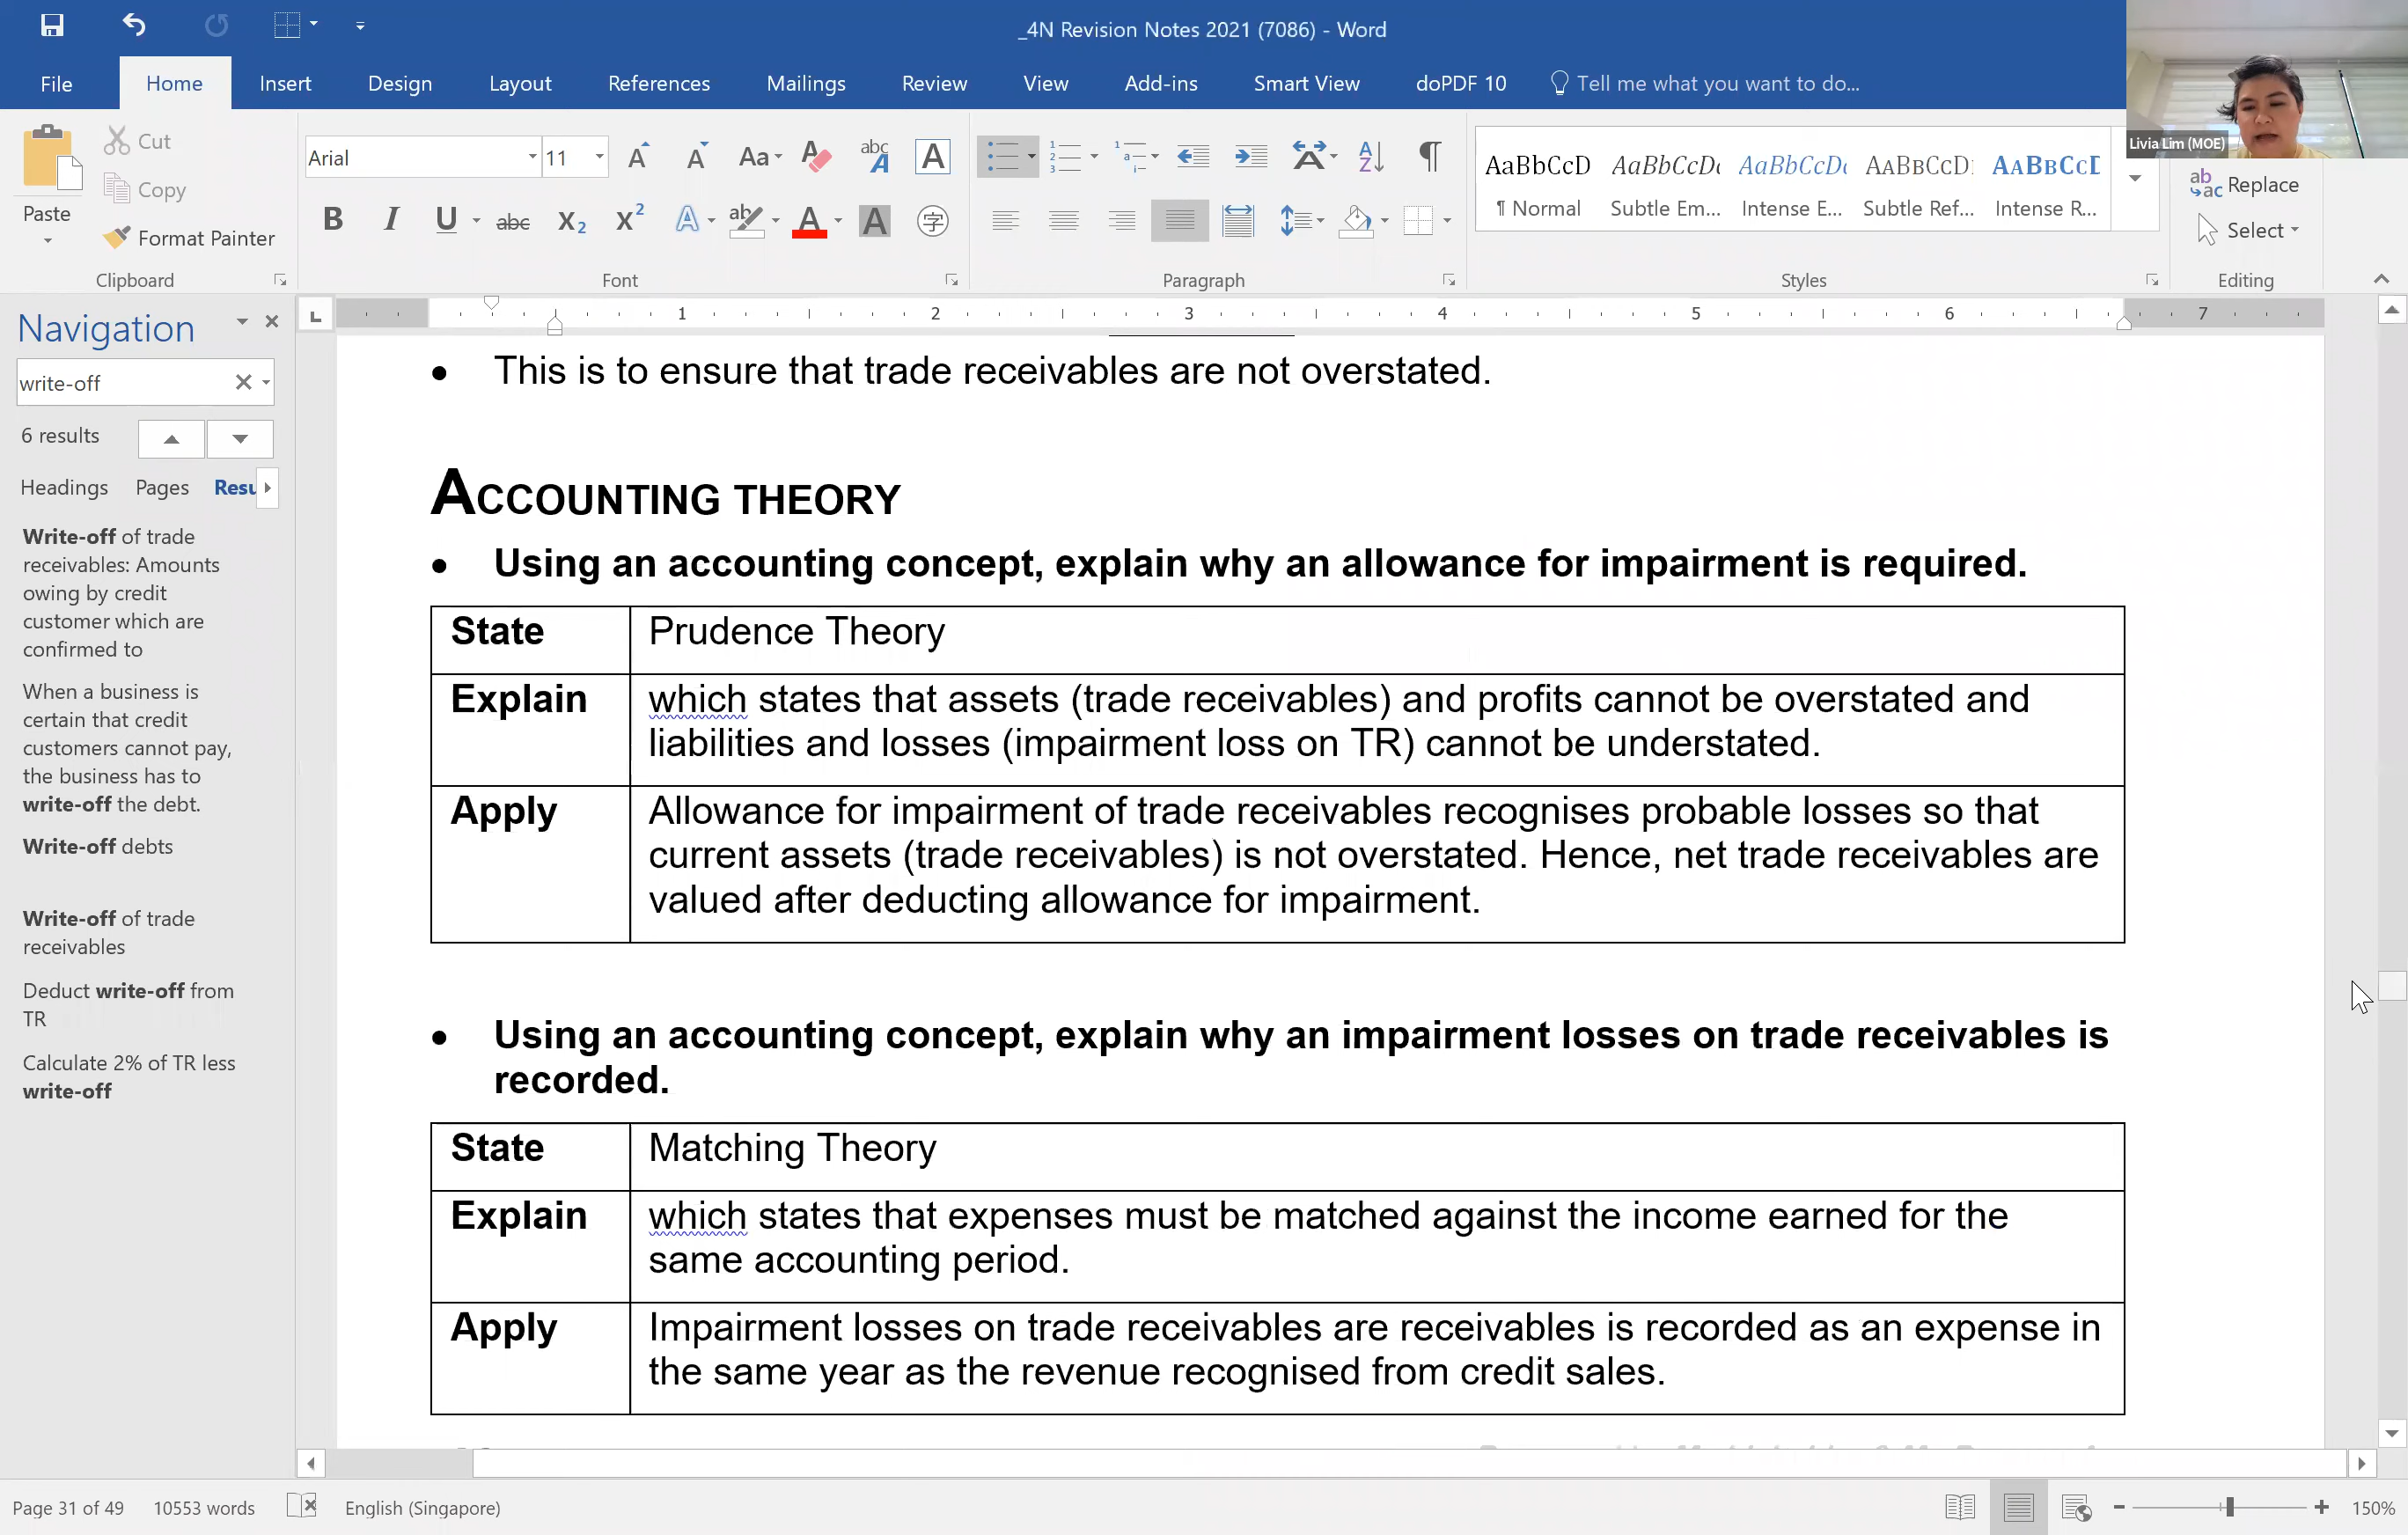 _4N Revision Notes 2021 (7086) - Word
File Home Insert Design Layout References Mailings Review View Add-ins Smart View doPDF 10 Tell me what you want to do...
Livia Lim (MOE)
Paste
Cut
Copy
Format Painter
Clipboard
Arial 11
Font
Paragraph
AaBbCcD AaBbCcDc AaBbCcDc AaBbCcD AaBbCcD
¶ Normal Subtle Em... Intense E... Subtle Ref... Intense R...
Styles
Replace
Select
Editing
1 2 3 4 5 6 7
Navigation
write-off
6 results
Headings Pages Resu
Write-off of trade
receivables: Amounts
owing by credit
customer which are
confirmed to
When a business is
certain that credit
customers cannot pay,
the business has to
write-off the debt.
Write-off debts
Write-off of trade
receivables
Deduct write-off from
TR
Calculate 2% of TR less
write-off
• This is to ensure that trade receivables are not overstated.
ACCOUNTING THEORY
• Using an accounting concept, explain why an allowance for impairment is required.
State Prudence Theory
Explain which states that assets (trade receivables) and profits cannot be overstated and
liabilities and losses (impairment loss on TR) cannot be understated.
Apply Allowance for impairment of trade receivables recognises probable losses so that
current assets (trade receivables) is not overstated. Hence, net trade receivables are
valued after deducting allowance for impairment.
• Using an accounting concept, explain why an impairment losses on trade receivables is
recorded.
State Matching Theory
Explain which states that expenses must be matched against the income earned for the
same accounting period.
Apply Impairment losses on trade receivables are receivables is recorded as an expense in
the same year as the revenue recognised from credit sales.
Page 31 of 49 10553 words English (Singapore) 150%